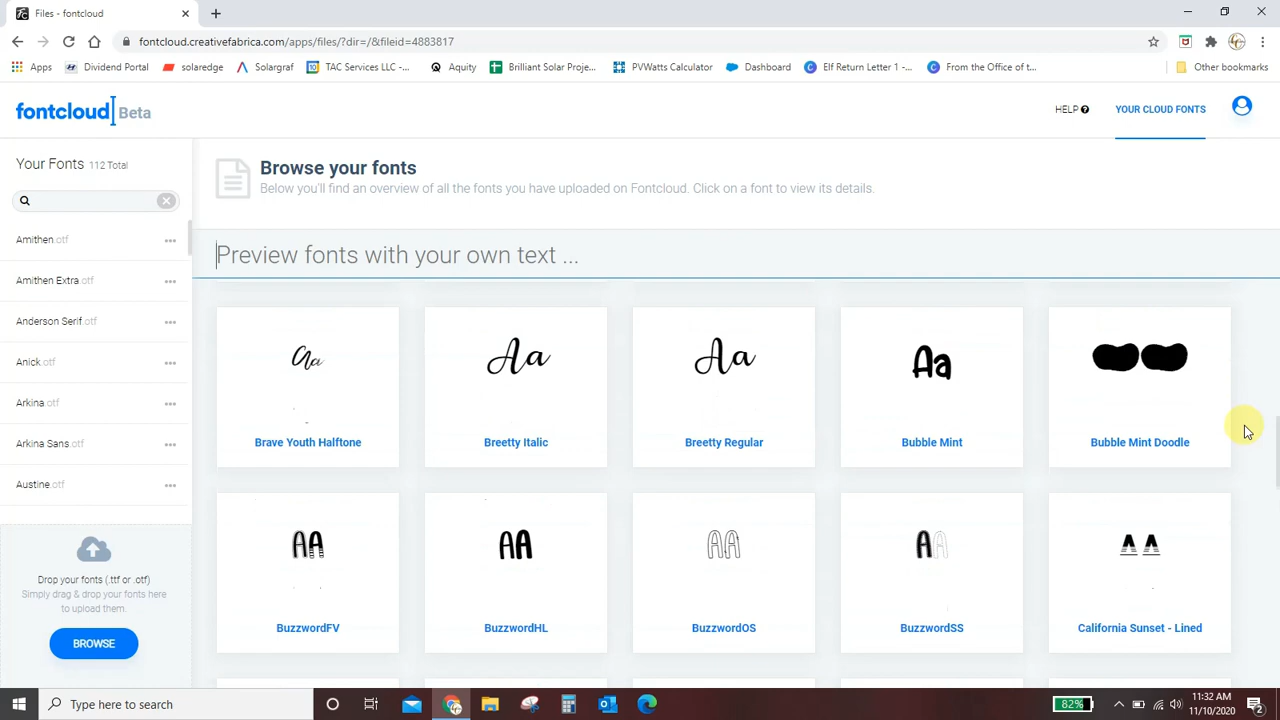 Files - fontcloud
fontcloud.creativefabrica.com/apps/files/?dir=/&fileid=4883817
Apps
Dividend Portal
solaredge
Solargraf
TAC Services LLC -...
Aquity
Brilliant Solar Proje...
PVWatts Calculator
Dashboard
Elf Return Letter 1 -...
From the Office of t...
Other bookmarks
fontcloud Beta
HELP
YOUR CLOUD FONTS
Your Fonts 112 Total
Browse your fonts
Below you'll find an overview of all the fonts you have uploaded on Fontcloud. Click on a font to view its details.
Preview fonts with your own text ...
Amithen.otf
Amithen Extra.otf
Anderson Serif.otf
Anick.otf
Arkina.otf
Arkina Sans.otf
Austine.otf
Drop your fonts (.ttf or .otf)
Simply drag & drop your fonts here
to upload them.
BROWSE
Aa
Brave Youth Halftone
Aa
Breetty Italic
Aa
Breetty Regular
Aa
Bubble Mint
Bubble Mint Doodle
AA
BuzzwordFV
AA
BuzzwordHL
AA
BuzzwordOS
AA
BuzzwordSS
AA
California Sunset - Lined
Type here to search
82%
11:32 AM
11/10/2020
2